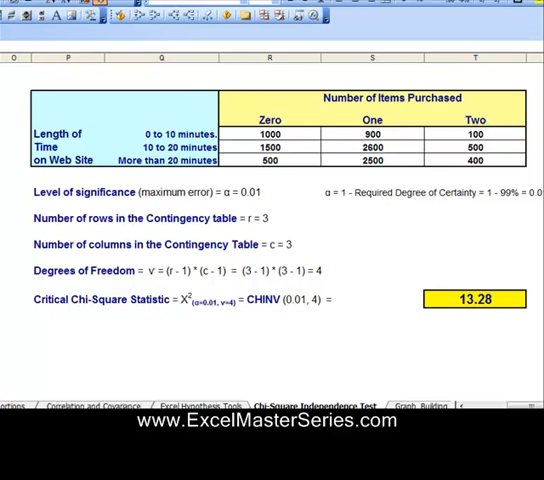 O P Q R S T
Number of Items Purchased
Zero One Two
Length of 0 to 10 minutes. 1000 900 100
Time 10 to 20 minutes 1500 2600 500
on Web Site More than 20 minutes 500 2500 400
Level of significance (maximum error) = α = 0.01 α = 1 - Required Degree of Certainty = 1 - 99% = 0.0
Number of rows in the Contingency table = r = 3
Number of columns in the Contingency Table = c = 3
Degrees of Freedom = v = (r - 1) * (c - 1) = (3 - 1) * (3 - 1) = 4
Critical Chi-Square Statistic = X2(α=0.01, v=4) = CHINV (0.01, 4) = 13.28
ortions Correlation and Covariance Excel Hypothesis Tools Chi-Square Independence Test Graph Building
www.ExcelMasterSeries.com